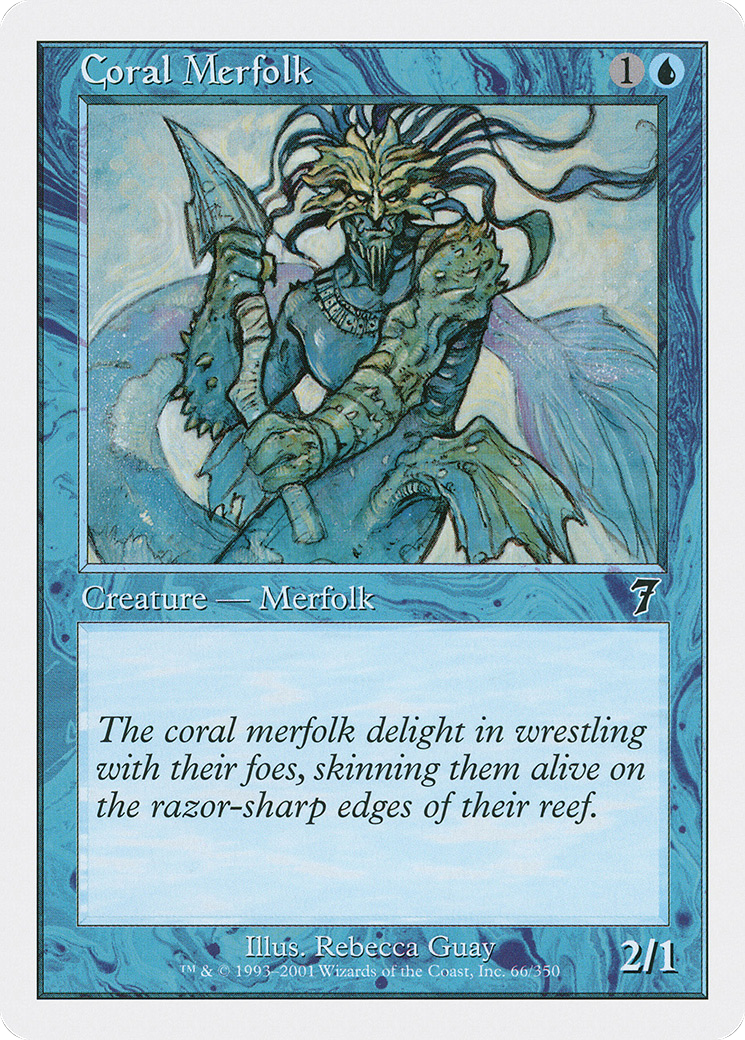 Coral Merfolk 1
Creature — Merfolk 7
The coral merfolk delight in wrestling
with their foes, skinning them alive on
the razor-sharp edges of their reef.
Illus. Rebecca Guay
™ & © 1993–2001 Wizards of the Coast, Inc. 66/350
2/1